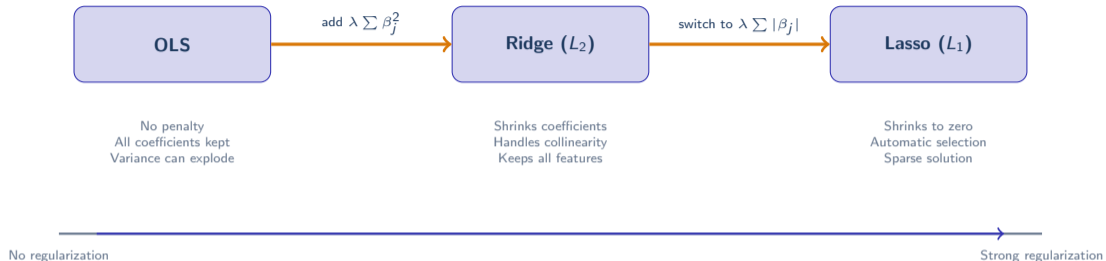 OLS
add λ ∑ β_j^2
Ridge (L_2)
switch to λ ∑ |β_j|
Lasso (L_1)
No penalty
All coefficients kept
Variance can explode
Shrinks coefficients
Handles collinearity
Keeps all features
Shrinks to zero
Automatic selection
Sparse solution
No regularization
Strong regularization